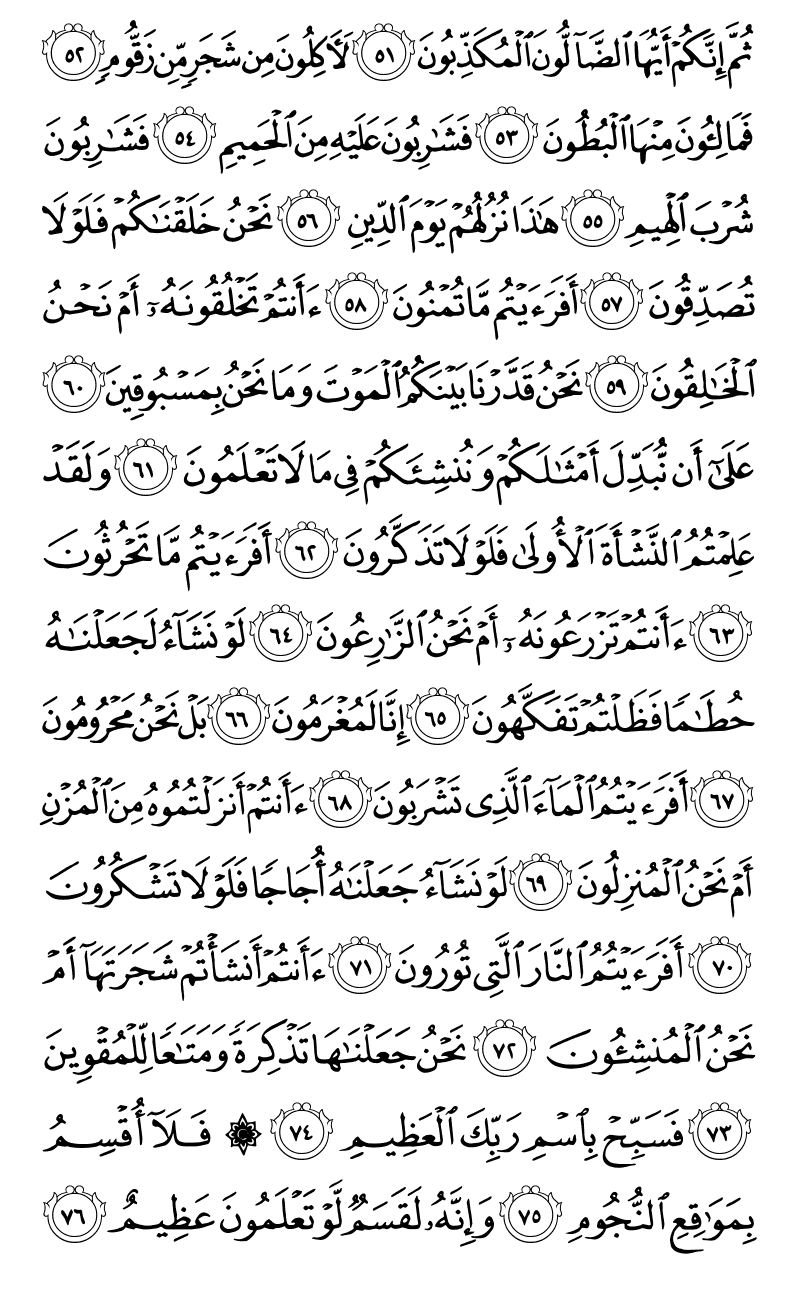 ثُمَّ إِنَّكُمْ أَيُّهَا ٱلضَّآلُّونَ ٱلْمُكَذِّبُونَ ٥١ لَـَٔاكِلُونَ مِن شَجَرٍ مِّن زَقُّومٍ ٥٢
فَمَالِـُٔونَ مِنْهَا ٱلْبُطُونَ ٥٣ فَشَـٰرِبُونَ عَلَيْهِ مِنَ ٱلْحَمِيمِ ٥٤ فَشَـٰرِبُونَ
شُرْبَ ٱلْهِيمِ ٥٥ هَـٰذَا نُزُلُهُمْ يَوْمَ ٱلدِّينِ ٥٦ نَحْنُ خَلَقْنَـٰكُمْ فَلَوْلَا
تُصَدِّقُونَ ٥٧ أَفَرَءَيْتُم مَّا تُمْنُونَ ٥٨ ءَأَنتُمْ تَخْلُقُونَهُۥٓ أَمْ نَحْنُ
ٱلْخَـٰلِقُونَ ٥٩ نَحْنُ قَدَّرْنَا بَيْنَكُمُ ٱلْمَوْتَ وَمَا نَحْنُ بِمَسْبُوقِينَ ٦٠
عَلَىٰٓ أَن نُّبَدِّلَ أَمْثَـٰلَكُمْ وَنُنشِئَكُمْ فِى مَا لَا تَعْلَمُونَ ٦١ وَلَقَدْ
عَلِمْتُمُ ٱلنَّشْأَةَ ٱلْأُولَىٰ فَلَوْلَا تَذَكَّرُونَ ٦٢ أَفَرَءَيْتُم مَّا تَحْرُثُونَ
٦٣ ءَأَنتُمْ تَزْرَعُونَهُۥٓ أَمْ نَحْنُ ٱلزَّٰرِعُونَ ٦٤ لَوْ نَشَآءُ لَجَعَلْنَـٰهُ
حُطَـٰمًا فَظَلْتُمْ تَفَكَّهُونَ ٦٥ إِنَّا لَمُغْرَمُونَ ٦٦ بَلْ نَحْنُ مَحْرُومُونَ
٦٧ أَفَرَءَيْتُمُ ٱلْمَآءَ ٱلَّذِى تَشْرَبُونَ ٦٨ ءَأَنتُمْ أَنزَلْتُمُوهُ مِنَ ٱلْمُزْنِ
أَمْ نَحْنُ ٱلْمُنزِلُونَ ٦٩ لَوْ نَشَآءُ جَعَلْنَـٰهُ أُجَاجًا فَلَوْلَا تَشْكُرُونَ
٧٠ أَفَرَءَيْتُمُ ٱلنَّارَ ٱلَّتِى تُورُونَ ٧١ ءَأَنتُمْ أَنشَأْتُمْ شَجَرَتَهَآ أَمْ
نَحْنُ ٱلْمُنشِـُٔونَ ٧٢ نَحْنُ جَعَلْنَـٰهَا تَذْكِرَةً وَمَتَـٰعًا لِّلْمُقْوِينَ
٧٣ فَسَبِّحْ بِٱسْمِ رَبِّكَ ٱلْعَظِيمِ ٧٤ ۞ فَلَآ أُقْسِمُ
بِمَوَٰقِعِ ٱلنُّجُومِ ٧٥ وَإِنَّهُۥ لَقَسَمٌ لَّوْ تَعْلَمُونَ عَظِيمٌ ٧٦